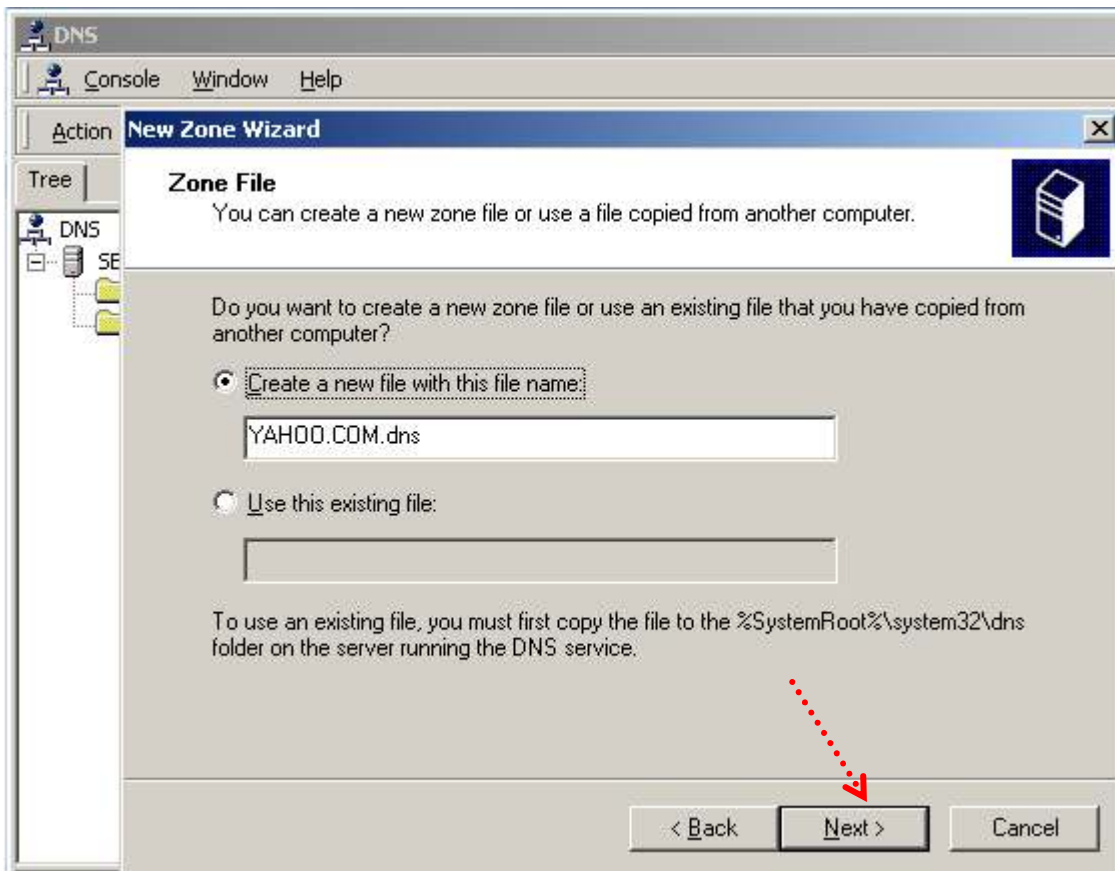 DNS
Console Window Help
Action
New Zone Wizard
Tree
Zone File
You can create a new zone file or use a file copied from another computer.
DNS
SE
Do you want to create a new zone file or use an existing file that you have copied from
another computer?
Create a new file with this file name:
YAHOO.COM.dns
Use this existing file:
To use an existing file, you must first copy the file to the %SystemRoot%\system32\dns
folder on the server running the DNS service.
< Back Next > Cancel